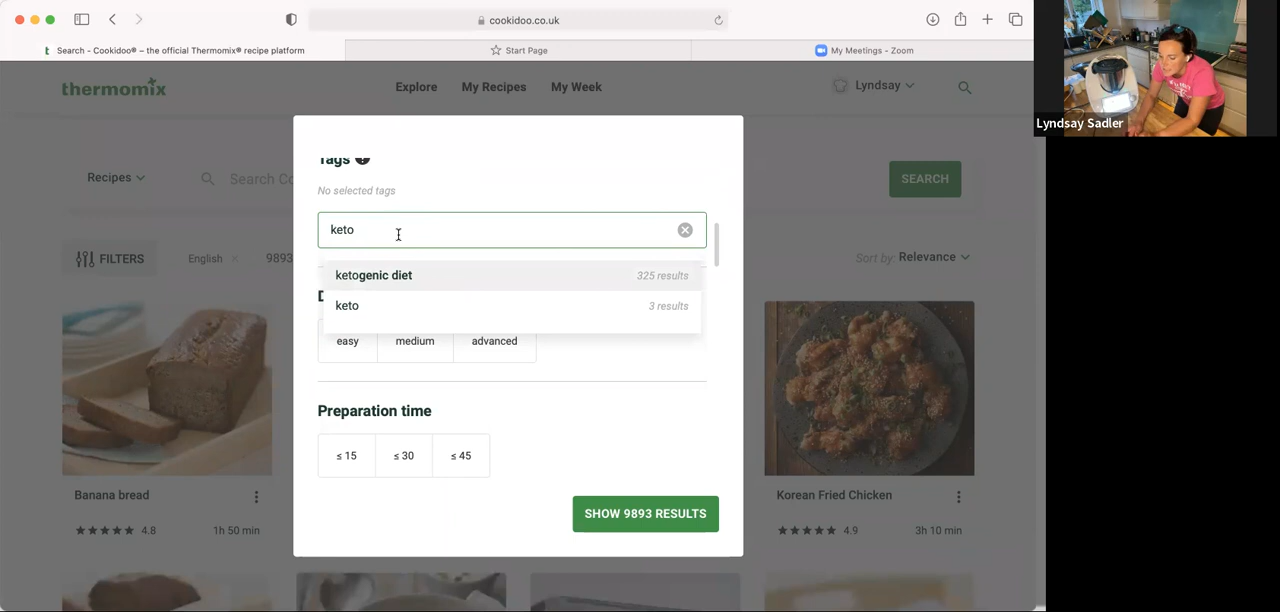 cookidoo.co.uk
t Search - Cookidoo® – the official Thermomix® recipe platform
Start Page
My Meetings - Zoom
thermomix
Explore
My Recipes
My Week
Lyndsay
Lyndsay Sadler
Recipes
Search Co
SEARCH
Tags
No selected tags
keto
FILTERS
English ×
9893
Sort by: Relevance
ketogenic diet 325 results
keto 3 results
D
easy
medium
advanced
Preparation time
≤ 15
≤ 30
≤ 45
SHOW 9893 RESULTS
Banana bread
4.8
1h 50 min
Korean Fried Chicken
4.9
3h 10 min